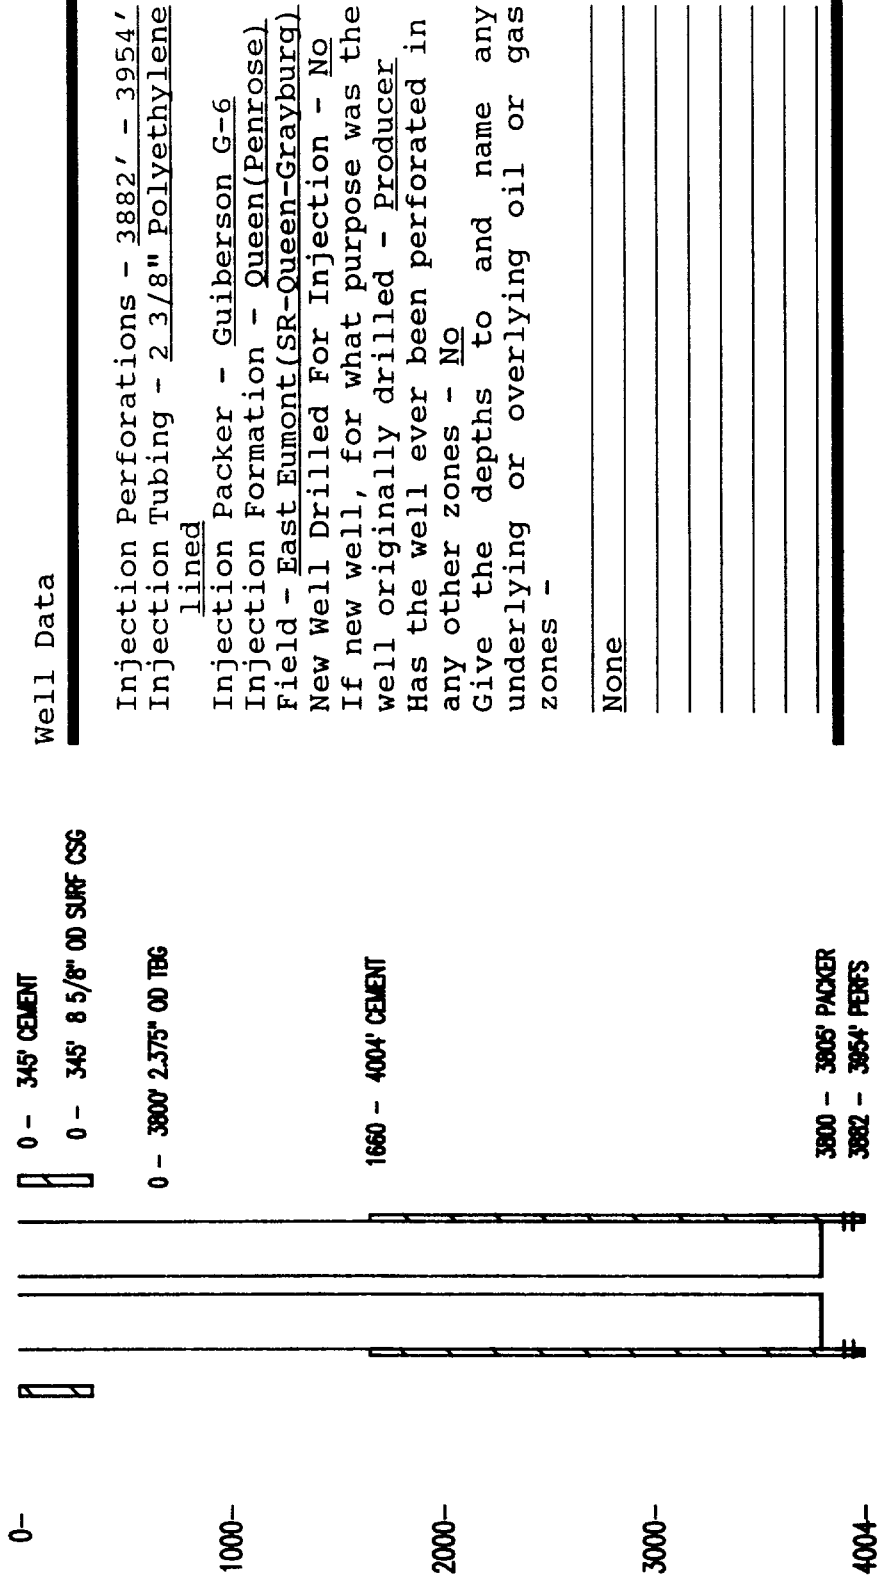 0-
1000-
2000-
3000-
4004-
0 - 345' CEMENT
0 - 345' 8 5/8" OD SURF CSG
0 - 3800' 2.375" OD TBG
1660 - 4004' CEMENT
3800 - 3805' PACKER
3882 - 3954' PERFS
Well Data
Injection Perforations - 3882' - 3954'
Injection Tubing - 2 3/8" Polyethylene
lined
Injection Packer - Guiberson G-6
Injection Formation - Queen(Penrose)
Field - East Eumont(SR-Queen-Grayburg)
New Well Drilled For Injection - No
If new well, for what purpose was the
well originally drilled - Producer
Has the well ever been perforated in
any other zones - No
Give the depths to and name any
underlying or overlying oil or gas
zones -
None